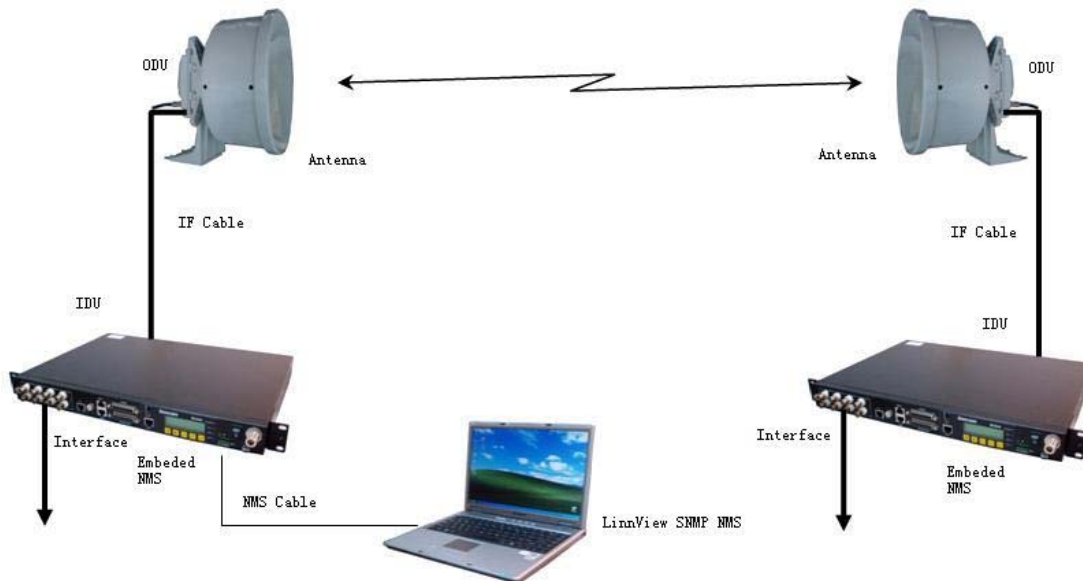 ODU
ODU
Antenna
Antenna
IF Cable
IF Cable
IDU
IDU
Interface
Interface
Embeded
NMS
Embeded
NMS
NMS Cable
LinnView SNMP NMS